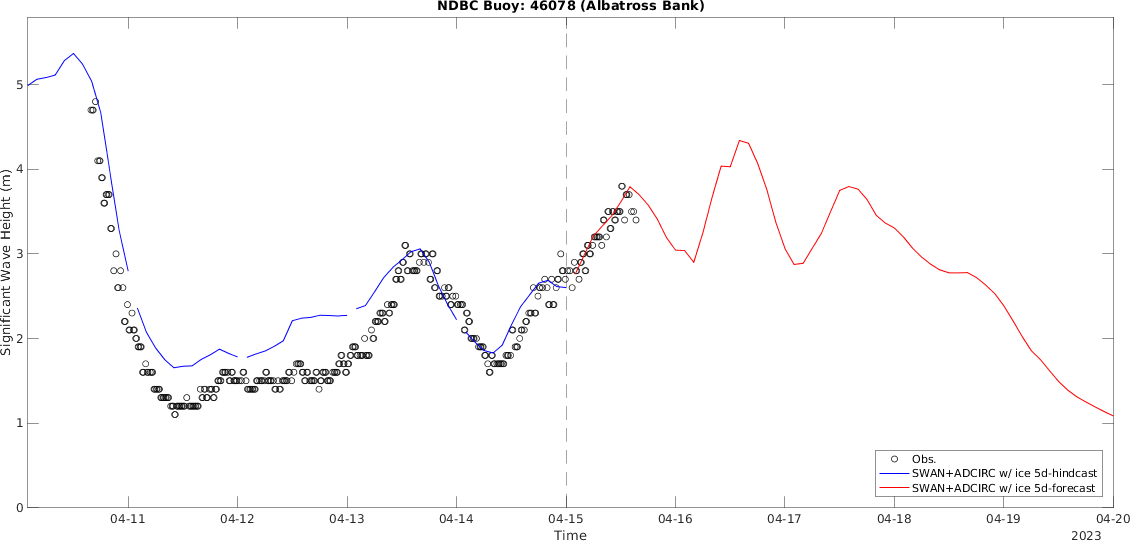 NDBC Buoy: 46078 (Albatross Bank)
Significant Wave Height (m)
5
4
3
2
1
0
Obs.
SWAN+ADCIRC w/ ice 5d-hindcast
SWAN+ADCIRC w/ ice 5d-forecast
04-11 04-12 04-13 04-14 04-15 04-16 04-17 04-18 04-19 04-20
Time
2023